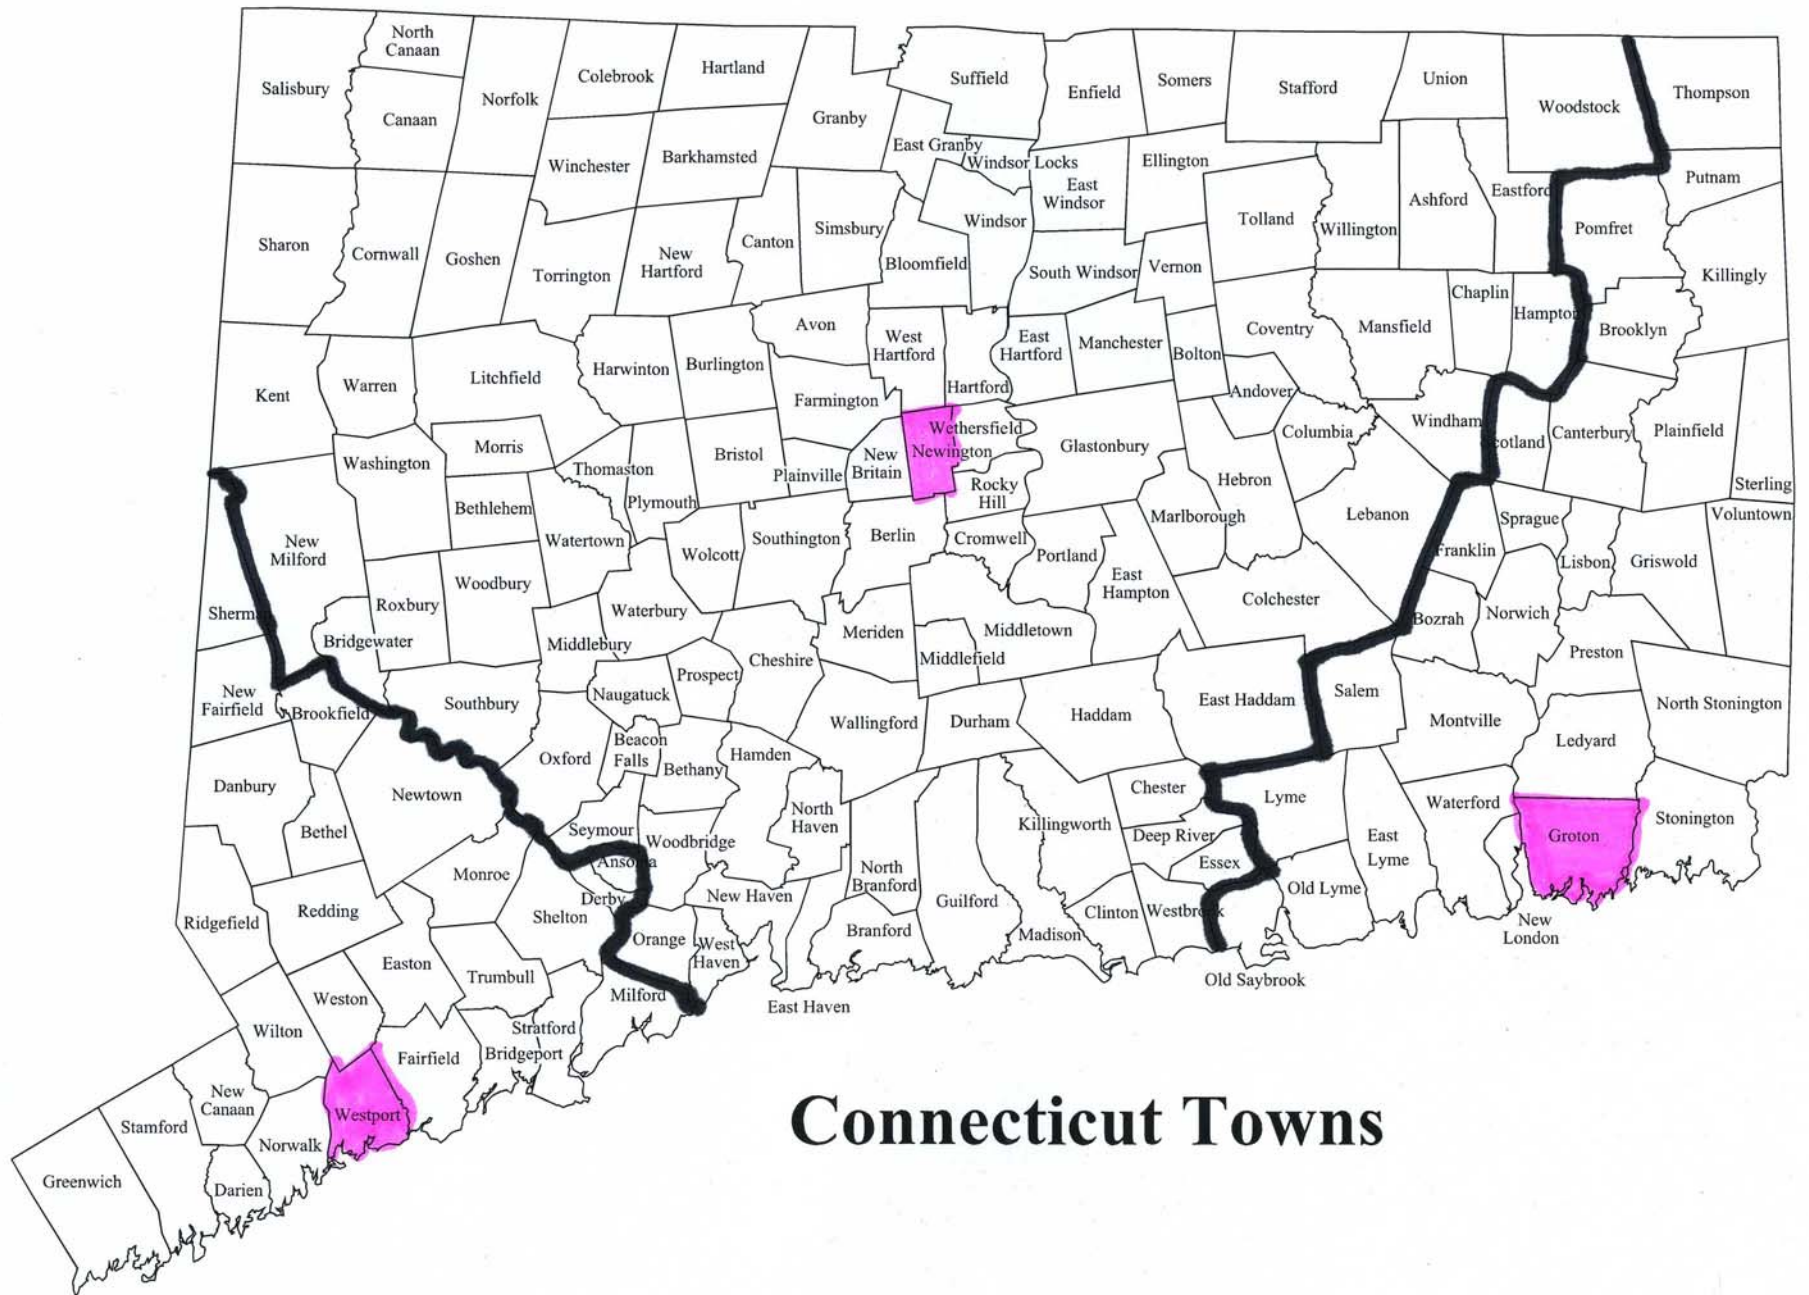 North
Canaan
Salisbury
Canaan
Norfolk
Colebrook
Hartland
Granby
Suffield
Enfield
Somers
Stafford
Union
Woodstock
Thompson
East Granby
Windsor Locks
Winchester
Barkhamsted
East
Windsor
Ellington
Ashford
Eastford
Putnam
Sharon
Cornwall
Goshen
Torrington
New
Hartford
Canton
Simsbury
Bloomfield
Windsor
South Windsor
Vernon
Tolland
Willington
Pomfret
Killingly
Chaplin
Hampton
Brooklyn
Kent
Warren
Litchfield
Harwinton
Burlington
Avon
West
Hartford
Hartford
East
Hartford
Manchester
Bolton
Coventry
Mansfield
Andover
Farmington
Wethersfield
Newington
Glastonbury
Columbia
Windham
Scotland
Canterbury
Plainfield
Sterling
Washington
Morris
Thomaston
Plymouth
Bristol
Plainville
New
Britain
Rocky
Hill
Hebron
Marlborough
Lebanon
Sprague
Voluntown
Bethlehem
Watertown
New
Milford
Wolcott
Southington
Berlin
Cromwell
Portland
East
Hampton
Franklin
Lisbon
Griswold
Sherman
Roxbury
Woodbury
Waterbury
Colchester
Bozrah
Norwich
Bridgewater
Middlebury
Meriden
Middletown
Middlefield
Cheshire
Prospect
Preston
New
Fairfield
Brookfield
Southbury
Naugatuck
Wallingford
Durham
Haddam
East Haddam
Salem
Montville
North Stonington
Ledyard
Danbury
Newtown
Oxford
Beacon
Falls
Bethany
Hamden
Bethel
Seymour
Woodbridge
North
Haven
Killingworth
Chester
Deep River
Lyme
Waterford
Groton
Stonington
East
Lyme
Essex
Monroe
Ansonia
Derby
New Haven
North
Branford
Guilford
Old Lyme
Redding
Ridgefield
Shelton
Orange
West
Haven
Branford
Madison
Clinton
Westbrook
New
London
Easton
Trumbull
Weston
Milford
East Haven
Old Saybrook
Wilton
Fairfield
Stratford
Bridgeport
New
Canaan
Stamford
Westport
Norwalk
Greenwich
Darien
Connecticut Towns